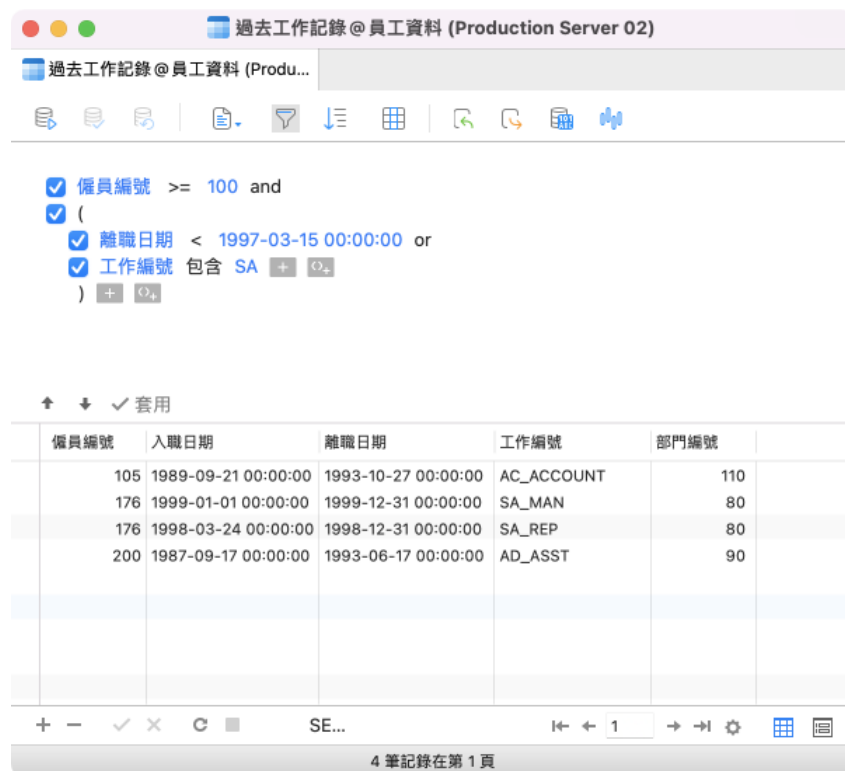 過去工作記錄＠員工資料 (Production Server 02)
過去工作記錄＠員工資料 (Produ...
僱員編號 >= 100 and
(
離職日期 < 1997-03-15 00:00:00 or
工作編號 包含 SA
)
套用
僱員編號 入職日期 離職日期 工作編號 部門編號
105 1989-09-21 00:00:00 1993-10-27 00:00:00 AC_ACCOUNT 110
176 1999-01-01 00:00:00 1999-12-31 00:00:00 SA_MAN 80
176 1998-03-24 00:00:00 1998-12-31 00:00:00 SA_REP 80
200 1987-09-17 00:00:00 1993-06-17 00:00:00 AD_ASST 90
SE... 1
4 筆記錄在第 1 頁